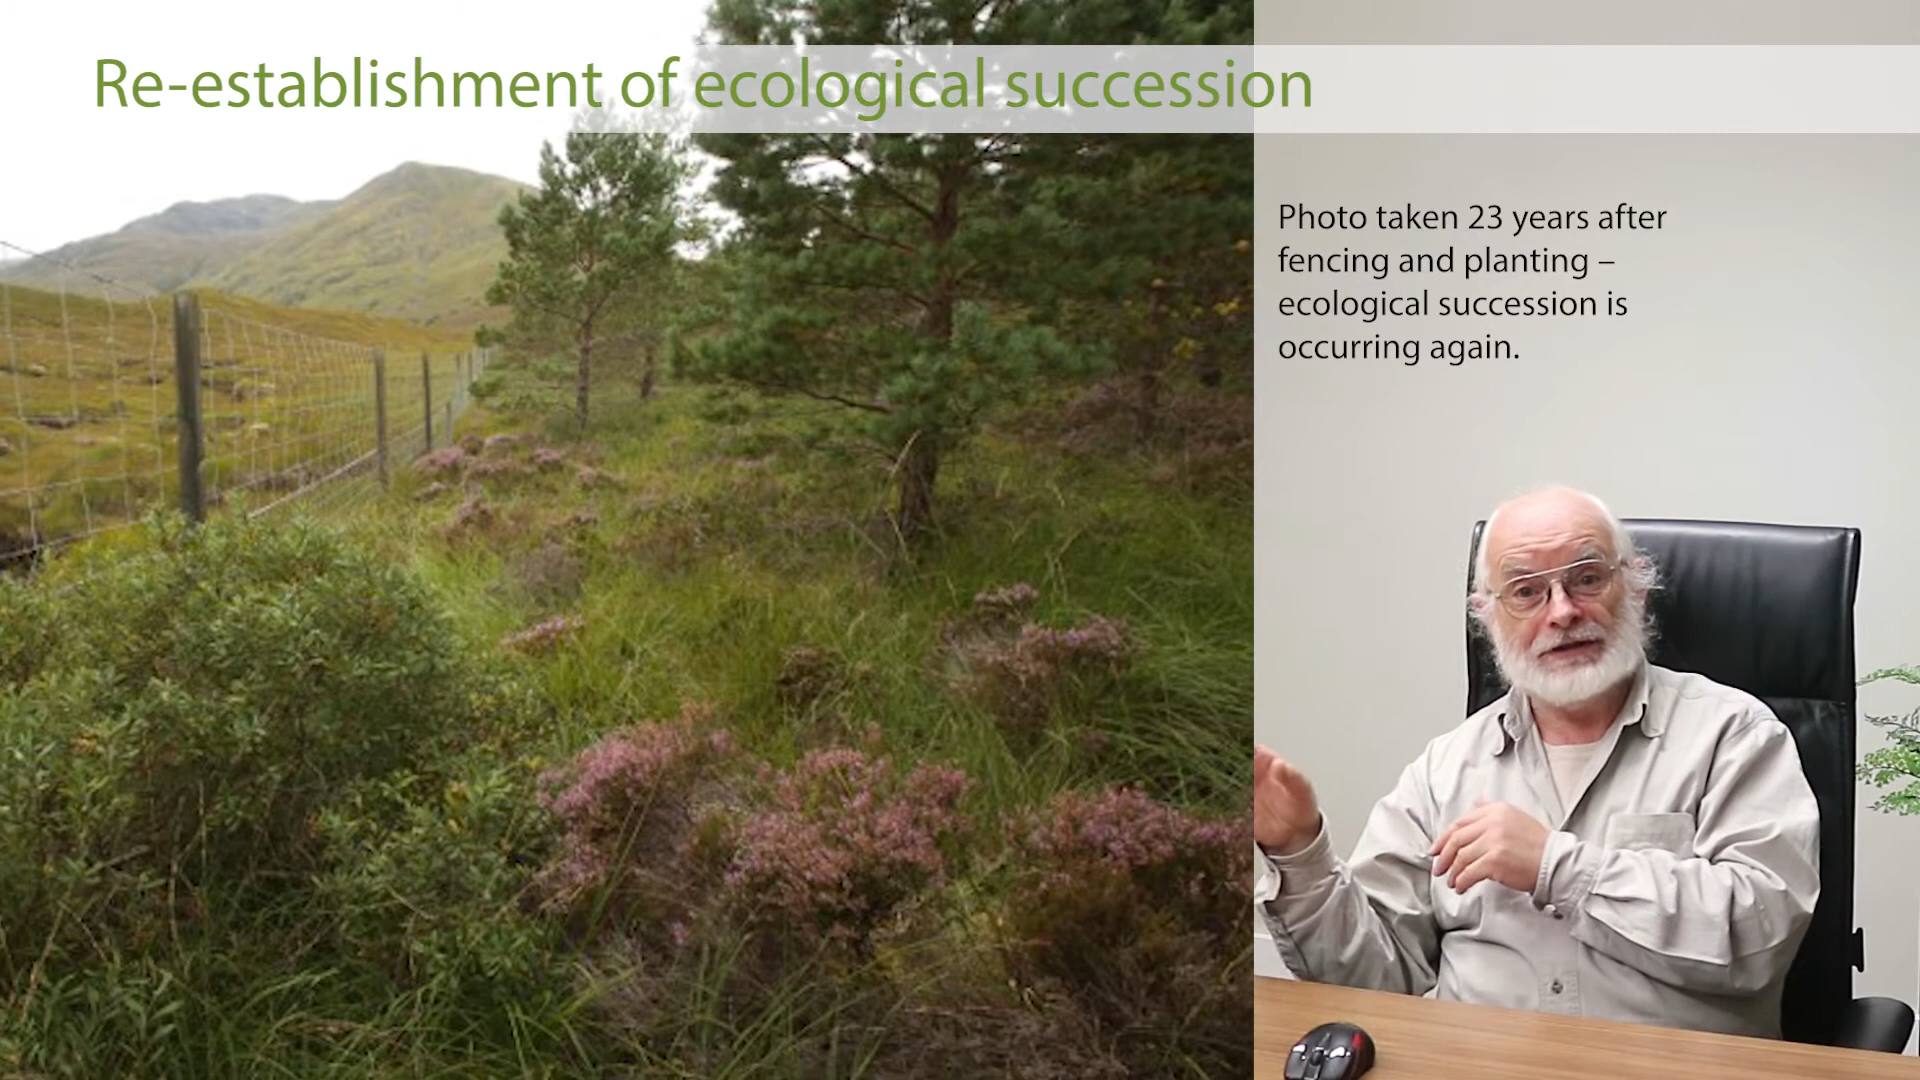 Re-establishment of ecological succession
Photo taken 23 years after
fencing and planting –
ecological succession is
occurring again.